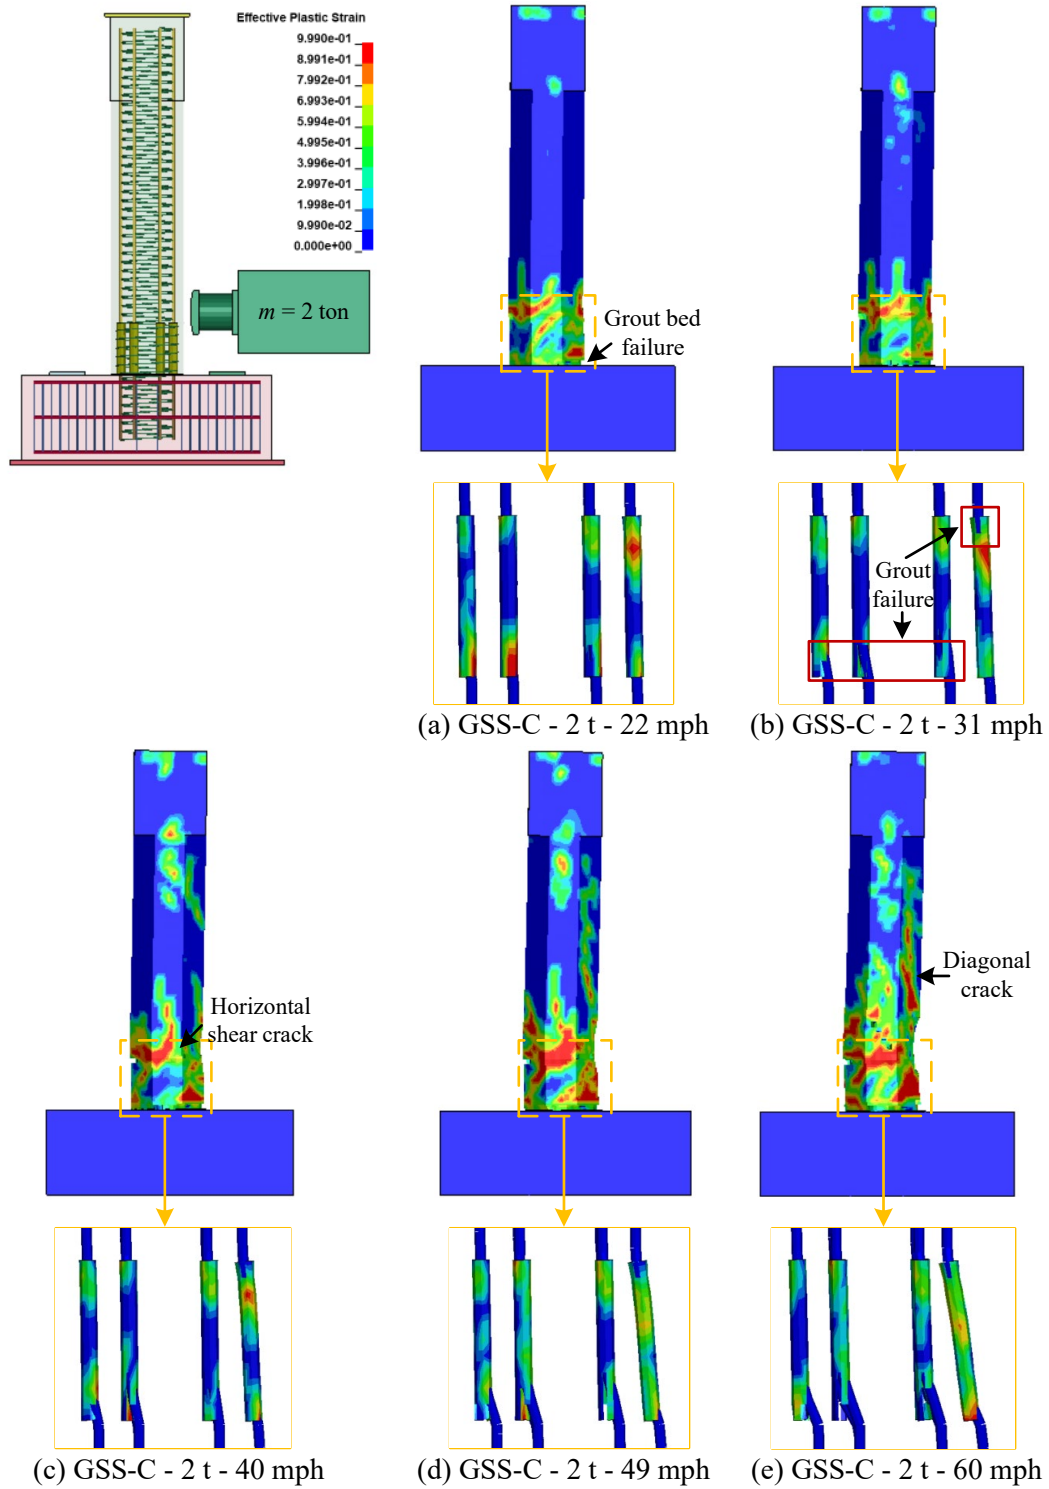 Effective Plastic Strain
9.990e-01
8.991e-01
7.992e-01
6.993e-01
5.994e-01
4.995e-01
3.996e-01
2.997e-01
1.998e-01
9.990e-02
0.000e+00
m = 2 ton
Grout bed
failure
Grout
failure
(a) GSS-C - 2 t - 22 mph
(b) GSS-C - 2 t - 31 mph
Horizontal
shear crack
Diagonal
crack
(c) GSS-C - 2 t - 40 mph
(d) GSS-C - 2 t - 49 mph
(e) GSS-C - 2 t - 60 mph